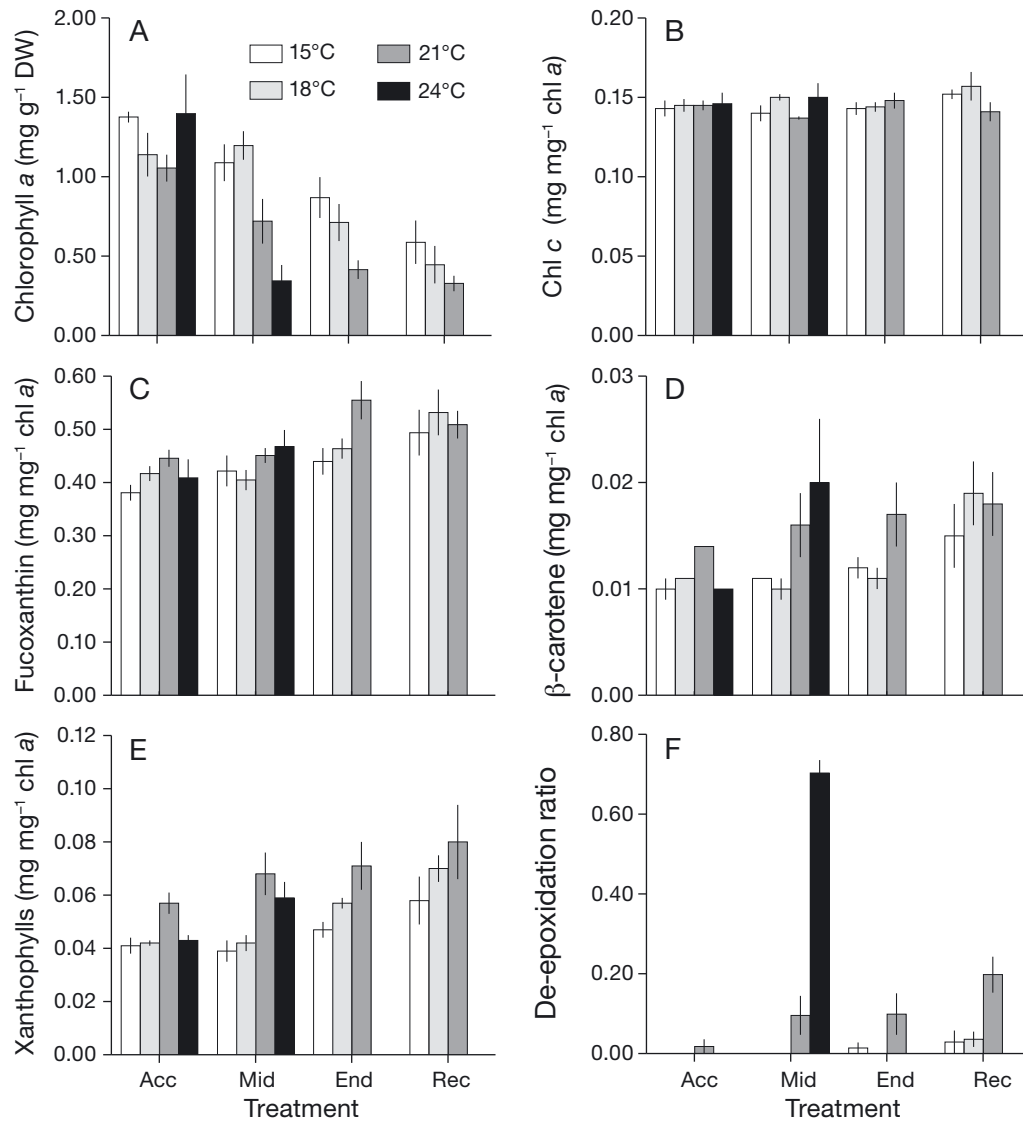 A
2.00
1.50
1.00
0.50
0.00
Chlorophyll a (mg g⁻¹ DW)
15°C
18°C
21°C
24°C
B
0.20
0.15
0.10
0.05
0.00
Chl c (mg mg⁻¹ chl a)
C
0.60
0.50
0.40
0.30
0.20
0.10
0.00
Fucoxanthin (mg mg⁻¹ chl a)
D
0.03
0.02
0.01
0.00
β-carotene (mg mg⁻¹ chl a)
E
0.12
0.10
0.08
0.06
0.04
0.02
0.00
Xanthophylls (mg mg⁻¹ chl a)
Acc Mid End Rec
Treatment
F
0.80
0.60
0.40
0.20
0.00
De-epoxidation ratio
Acc Mid End Rec
Treatment